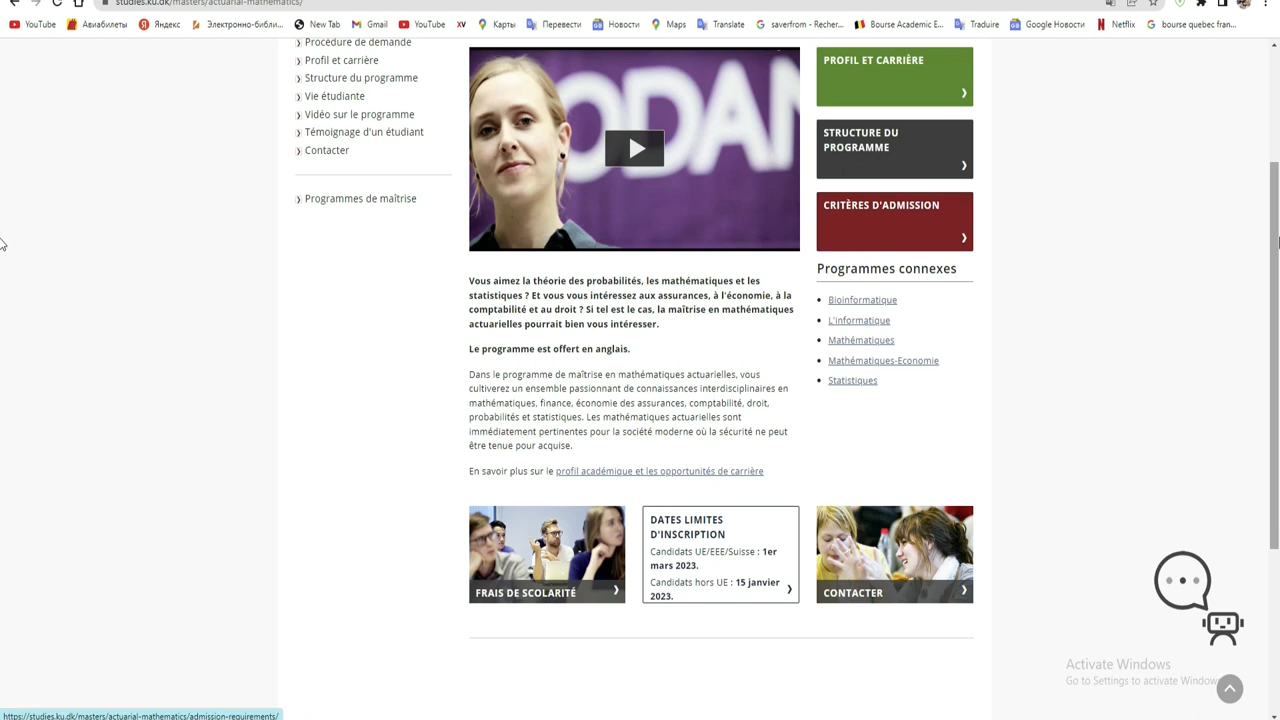 studies.ku.dk/masters/actuarial-mathematics/
YouTube
Авиабилеты
Яндекс
Электронно-библи...
New Tab
Gmail
YouTube
XV
Карты
Перевести
Новости
Maps
Translate
saverfrom - Recher...
Bourse Academic E...
Traduire
Google Новости
Netflix
bourse quebec fran...
Procédure de demande
Profil et carrière
Structure du programme
Vie étudiante
Vidéo sur le programme
Témoignage d'un étudiant
Contacter
Programmes de maîtrise
ODAN
Vous aimez la théorie des probabilités, les mathématiques et les
statistiques ? Et vous vous intéressez aux assurances, à l'économie, à la
comptabilité et au droit ? Si tel est le cas, la maîtrise en mathématiques
actuarielles pourrait bien vous intéresser.
Le programme est offert en anglais.
Dans le programme de maîtrise en mathématiques actuarielles, vous
cultiverez un ensemble passionnant de connaissances interdisciplinaires en
mathématiques, finance, économie des assurances, comptabilité, droit,
probabilités et statistiques. Les mathématiques actuarielles sont
immédiatement pertinentes pour la société moderne où la sécurité ne peut
être tenue pour acquise.
En savoir plus sur le profil académique et les opportunités de carrière
FRAIS DE SCOLARITÉ
DATES LIMITES
D'INSCRIPTION
Candidats UE/EEE/Suisse : 1er
mars 2023.
Candidats hors UE : 15 janvier
2023.
CONTACTER
PROFIL ET CARRIÈRE
STRUCTURE DU
PROGRAMME
CRITÈRES D'ADMISSION
Programmes connexes
Bioinformatique
L'informatique
Mathématiques
Mathématiques-Economie
Statistiques
Activate Windows
Go to Settings to activate Windows.
https://studies.ku.dk/masters/actuarial-mathematics/admission-requirements/